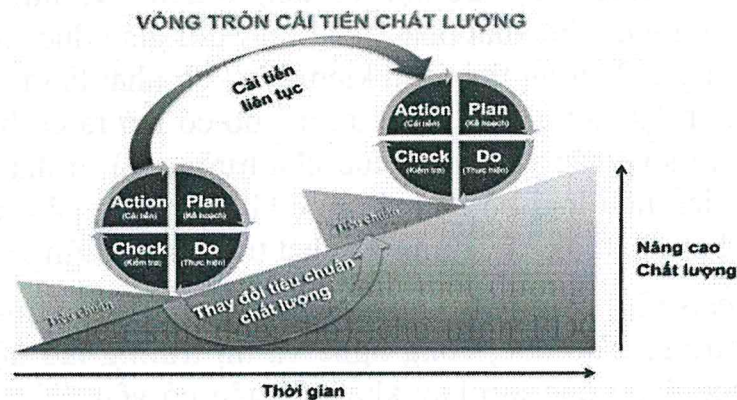 VÒNG TRÒN CẢI TIẾN CHẤT LƯỢNG
Cải tiến
liên tục
Action
(Cải tiến)
Plan
(Kế hoạch)
Check
(Kiểm tra)
Do
(Thực hiện)
Action
(Cải tiến)
Plan
(Kế hoạch)
Check
(Kiểm tra)
Do
(Thực hiện)
Tiêu chuẩn
Tiêu chuẩn
Thay đổi tiêu chuẩn
chất lượng
Nâng cao
Chất lượng
Thời gian